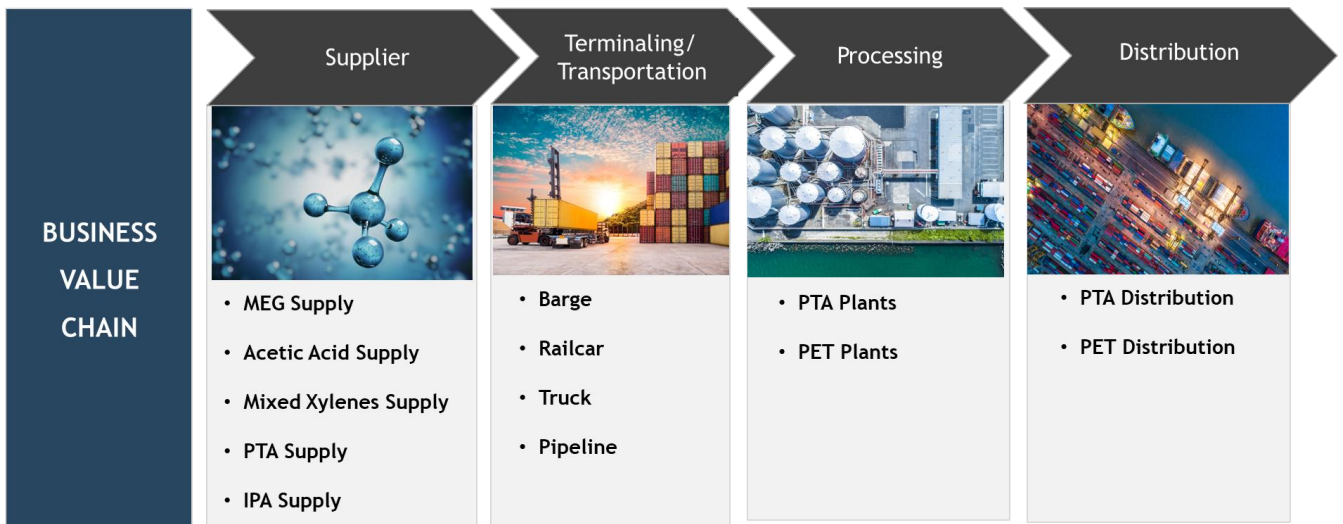 BUSINESS
VALUE
CHAIN
Supplier
• MEG Supply
• Acetic Acid Supply
• Mixed Xylenes Supply
• PTA Supply
• IPA Supply
Terminaling/
Transportation
• Barge
• Railcar
• Truck
• Pipeline
Processing
• PTA Plants
• PET Plants
Distribution
• PTA Distribution
• PET Distribution